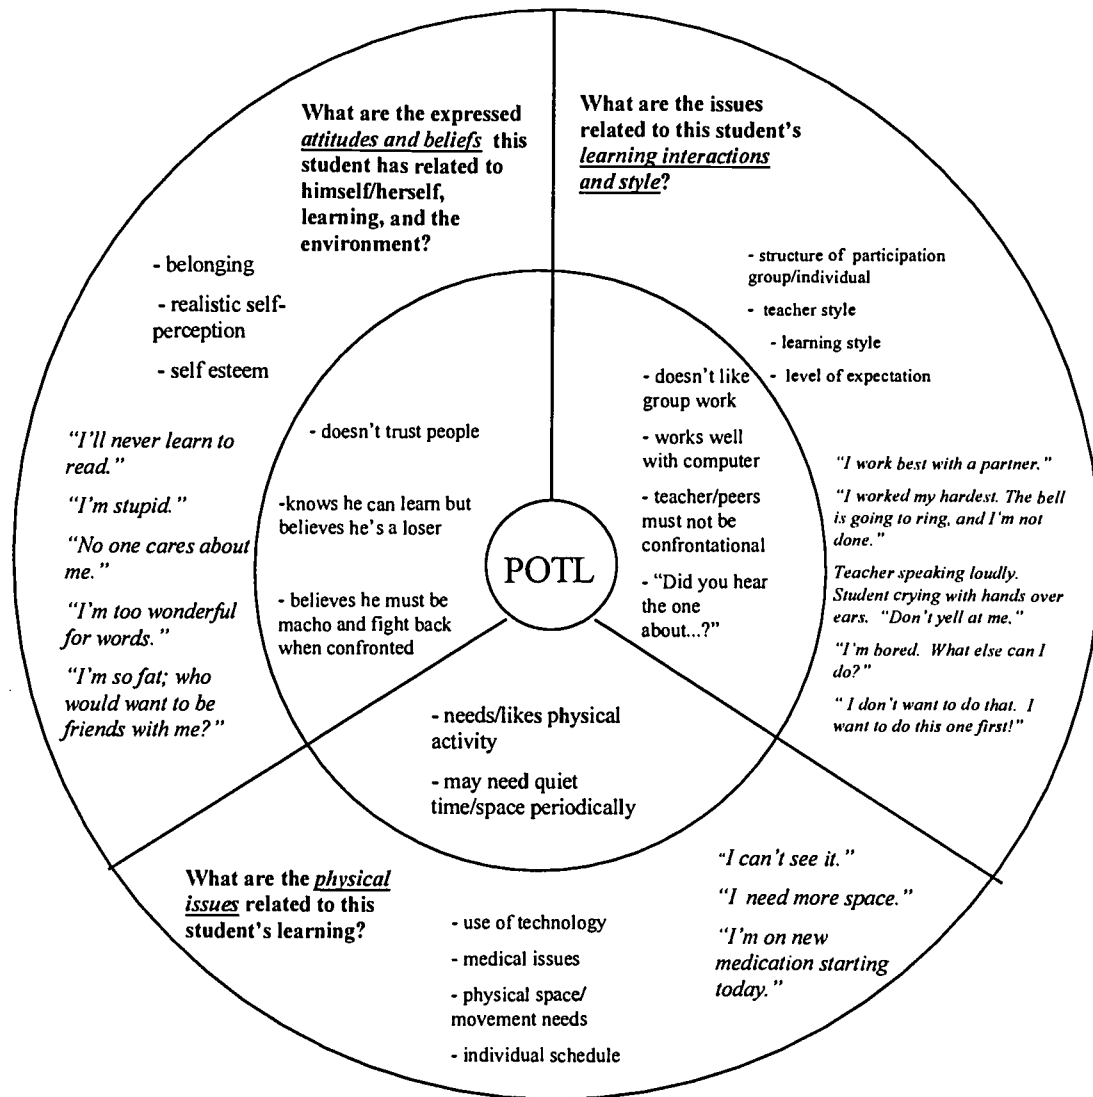 What are the expressed
attitudes and beliefs this
student has related to
himself/herself,
learning, and the
environment?
- belonging
- realistic self-
perception
- self esteem
"I'll never learn to
read."
"I'm stupid."
"No one cares about
me."
"I'm too wonderful
for words."
"I'm so fat; who
would want to be
friends with me?"
- doesn't trust people
-knows he can learn but
believes he's a loser
- believes he must be
macho and fight back
when confronted
What are the issues
related to this student's
learning interactions
and style?
- structure of participation
group/individual
- teacher style
- learning style
- level of expectation
- doesn't like
group work
- works well
with computer
- teacher/peers
must not be
confrontational
- "Did you hear
the one
about...?"
"I work best with a partner."
"I worked my hardest. The bell
is going to ring, and I'm not
done."
Teacher speaking loudly.
Student crying with hands over
ears. "Don't yell at me."
"I'm bored. What else can I
do?"
" I don't want to do that. I
want to do this one first!"
POTL
- needs/likes physical
activity
- may need quiet
time/space periodically
What are the physical
issues related to this
student's learning?
- use of technology
- medical issues
- physical space/
movement needs
- individual schedule
"I can't see it."
"I need more space."
"I'm on new
medication starting
today."